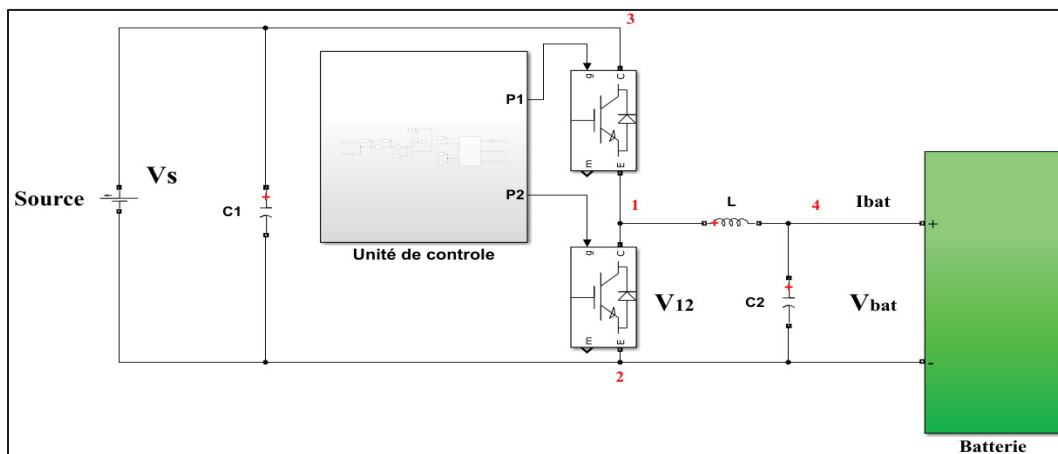 3
g
C
P1
m
E
Source
Vs
+
C1
P2
Unité de controle
1
L
+
4
Ibat
+
g
C
V12
m
E
C2
+
Vbat
-
2
Batterie